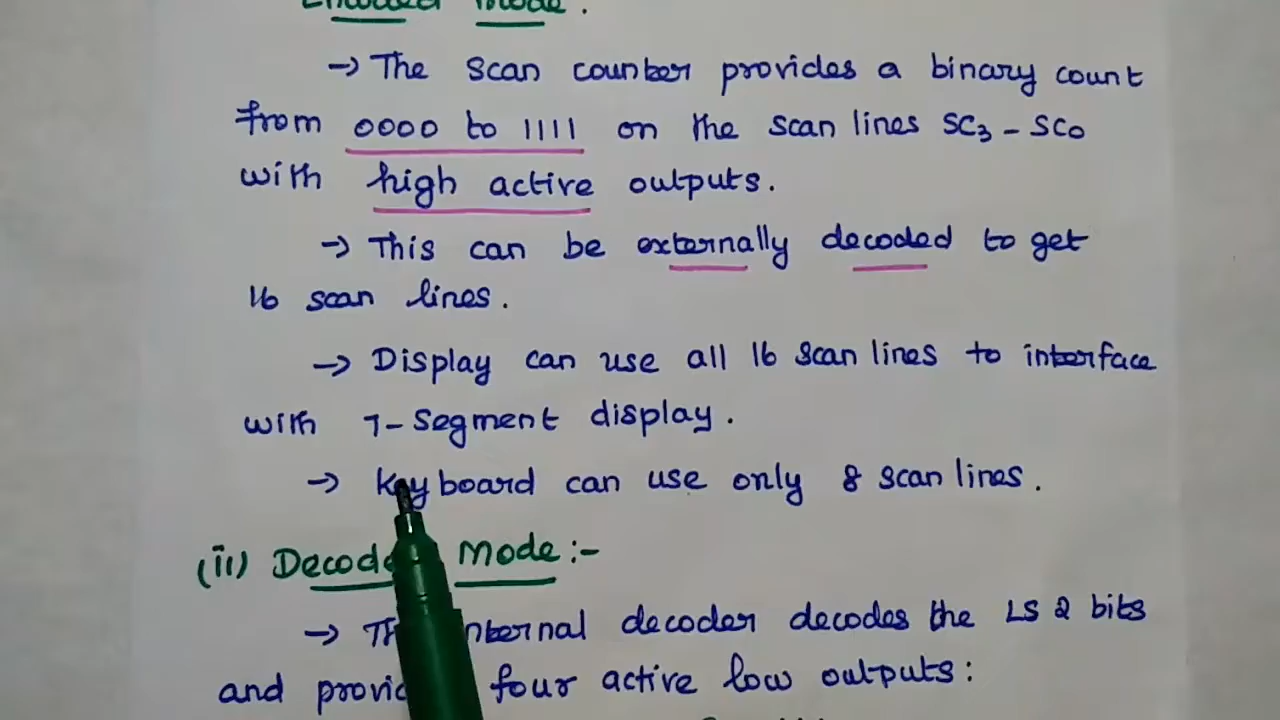 Mode .
→ The scan counter provides a binary count
from 0000 to 1111 on the scan lines SC3 - SC0
with high active outputs.
→ This can be externally decoded to get
16 scan lines.
→ Display can use all 16 scan lines to interface
with 7-Segment display.
→ Keyboard can use only 8 scan lines.
(ii) Mode :-
→ internal decoder decodes the LS 2 bits
and four active low outputs: